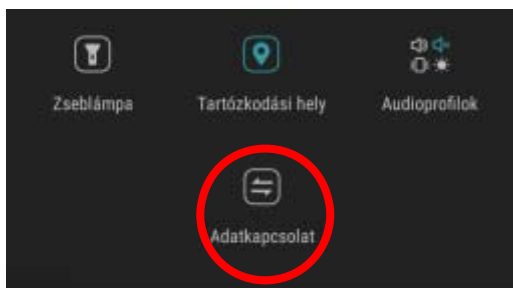 Zseblámpa
Tartózkodási hely
Audioprofilok
Adatkapcsolat